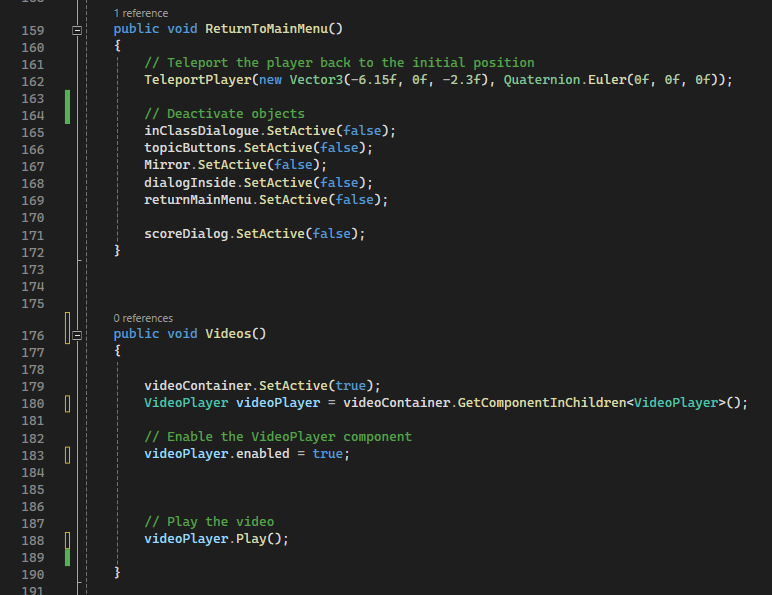 1 reference
159 public void ReturnToMainMenu()
160 {
161 // Teleport the player back to the initial position
162 TeleportPlayer(new Vector3(-6.15f, 0f, -2.3f), Quaternion.Euler(0f, 0f, 0f));
163
164 // Deactivate objects
165 inClassDialogue.SetActive(false);
166 topicButtons.SetActive(false);
167 Mirror.SetActive(false);
168 dialogInside.SetActive(false);
169 returnMainMenu.SetActive(false);
170
171 scoreDialog.SetActive(false);
172 }
173
174
175
0 references
176 public void Videos()
177 {
178
179 videoContainer.SetActive(true);
180 VideoPlayer videoPlayer = videoContainer.GetComponentInChildren<VideoPlayer>();
181
182 // Enable the VideoPlayer component
183 videoPlayer.enabled = true;
184
185
186
187 // Play the video
188 videoPlayer.Play();
189
190 }
191